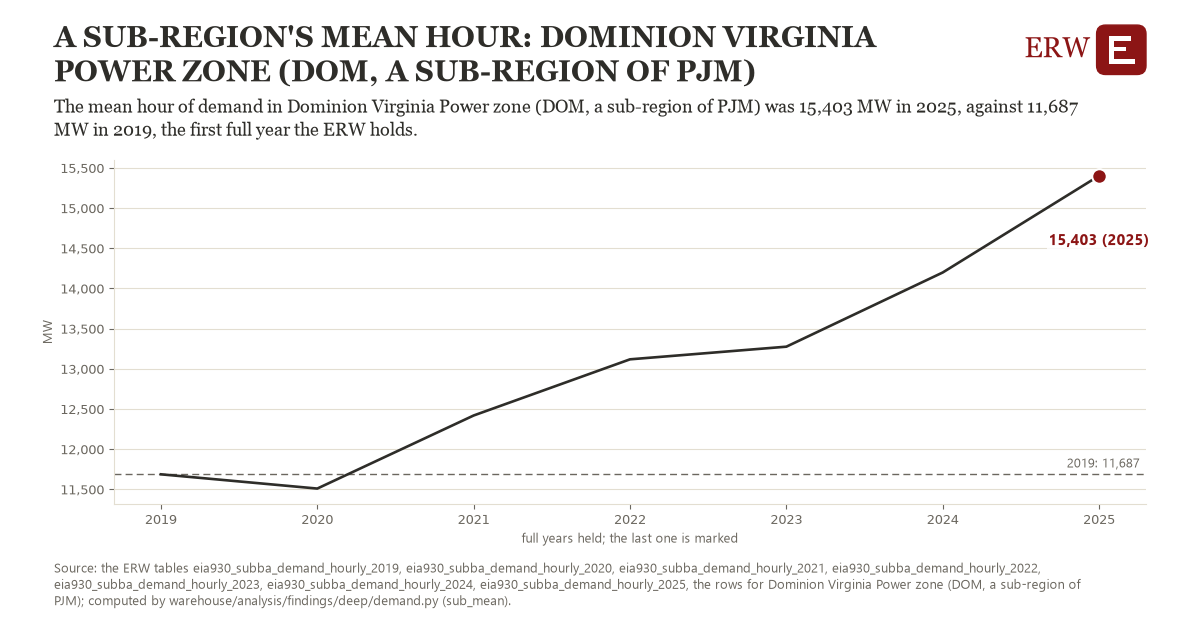 A SUB-REGION'S MEAN HOUR: DOMINION VIRGINIA
POWER ZONE (DOM, A SUB-REGION OF PJM)
ERW E
The mean hour of demand in Dominion Virginia Power zone (DOM, a sub-region of PJM) was 15,403 MW in 2025, against 11,687
MW in 2019, the first full year the ERW holds.
15,500
15,000
14,500
14,000
13,500
13,000
12,500
12,000
11,500
MW
15,403 (2025)
2019: 11,687
2019 2020 2021 2022 2023 2024 2025
full years held; the last one is marked
Source: the ERW tables eia930_subba_demand_hourly_2019, eia930_subba_demand_hourly_2020, eia930_subba_demand_hourly_2021, eia930_subba_demand_hourly_2022,
eia930_subba_demand_hourly_2023, eia930_subba_demand_hourly_2024, eia930_subba_demand_hourly_2025, the rows for Dominion Virginia Power zone (DOM, a sub-region of
PJM); computed by warehouse/analysis/findings/deep/demand.py (sub_mean).